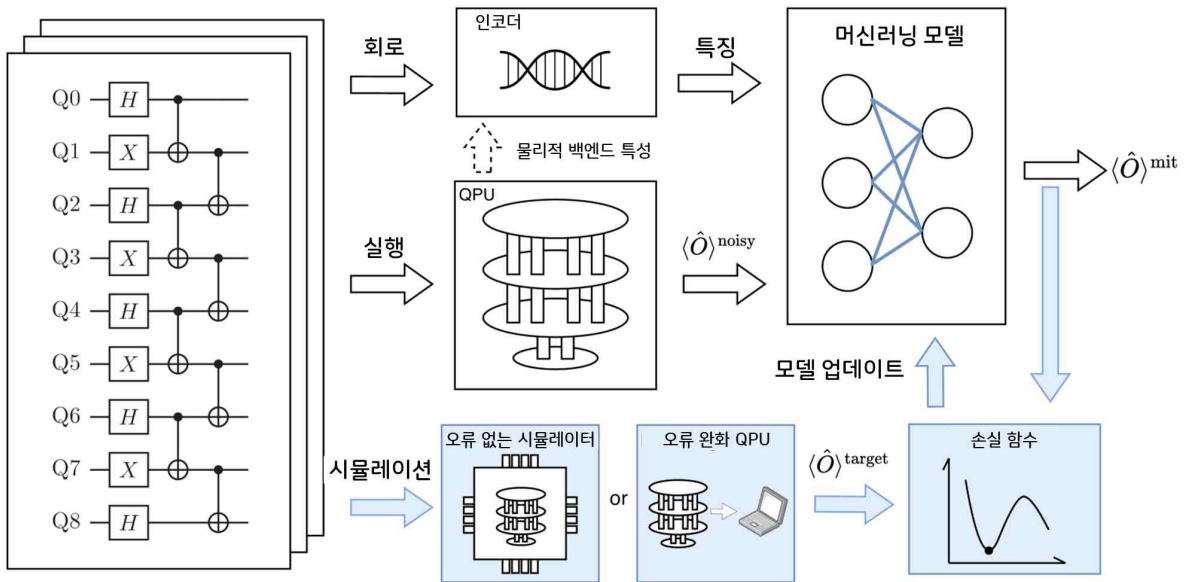 Q0 H
Q1 X
Q2 H
Q3 X
Q4 H
Q5 X
Q6 H
Q7 X
Q8 H
회로
인코더
특징
머신러닝 모델
물리적 백엔드 특성
실행
QPU
⟨Ô⟩^noisy
⟨Ô⟩^mit
모델 업데이트
시뮬레이션
오류 없는 시뮬레이터
or
오류 완화 QPU
⟨Ô⟩^target
손실 함수